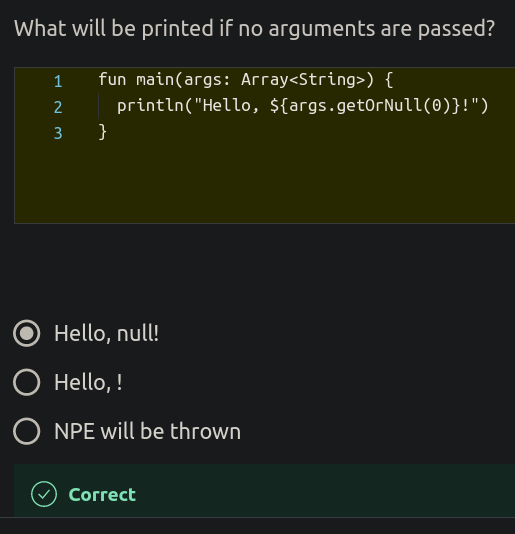 What will be printed if no arguments are passed?
1 fun main(args: Array<String>) {
2 println("Hello, ${args.getOrNull(0)}!")
3 }
Hello, null!
Hello, !
NPE will be thrown
Correct